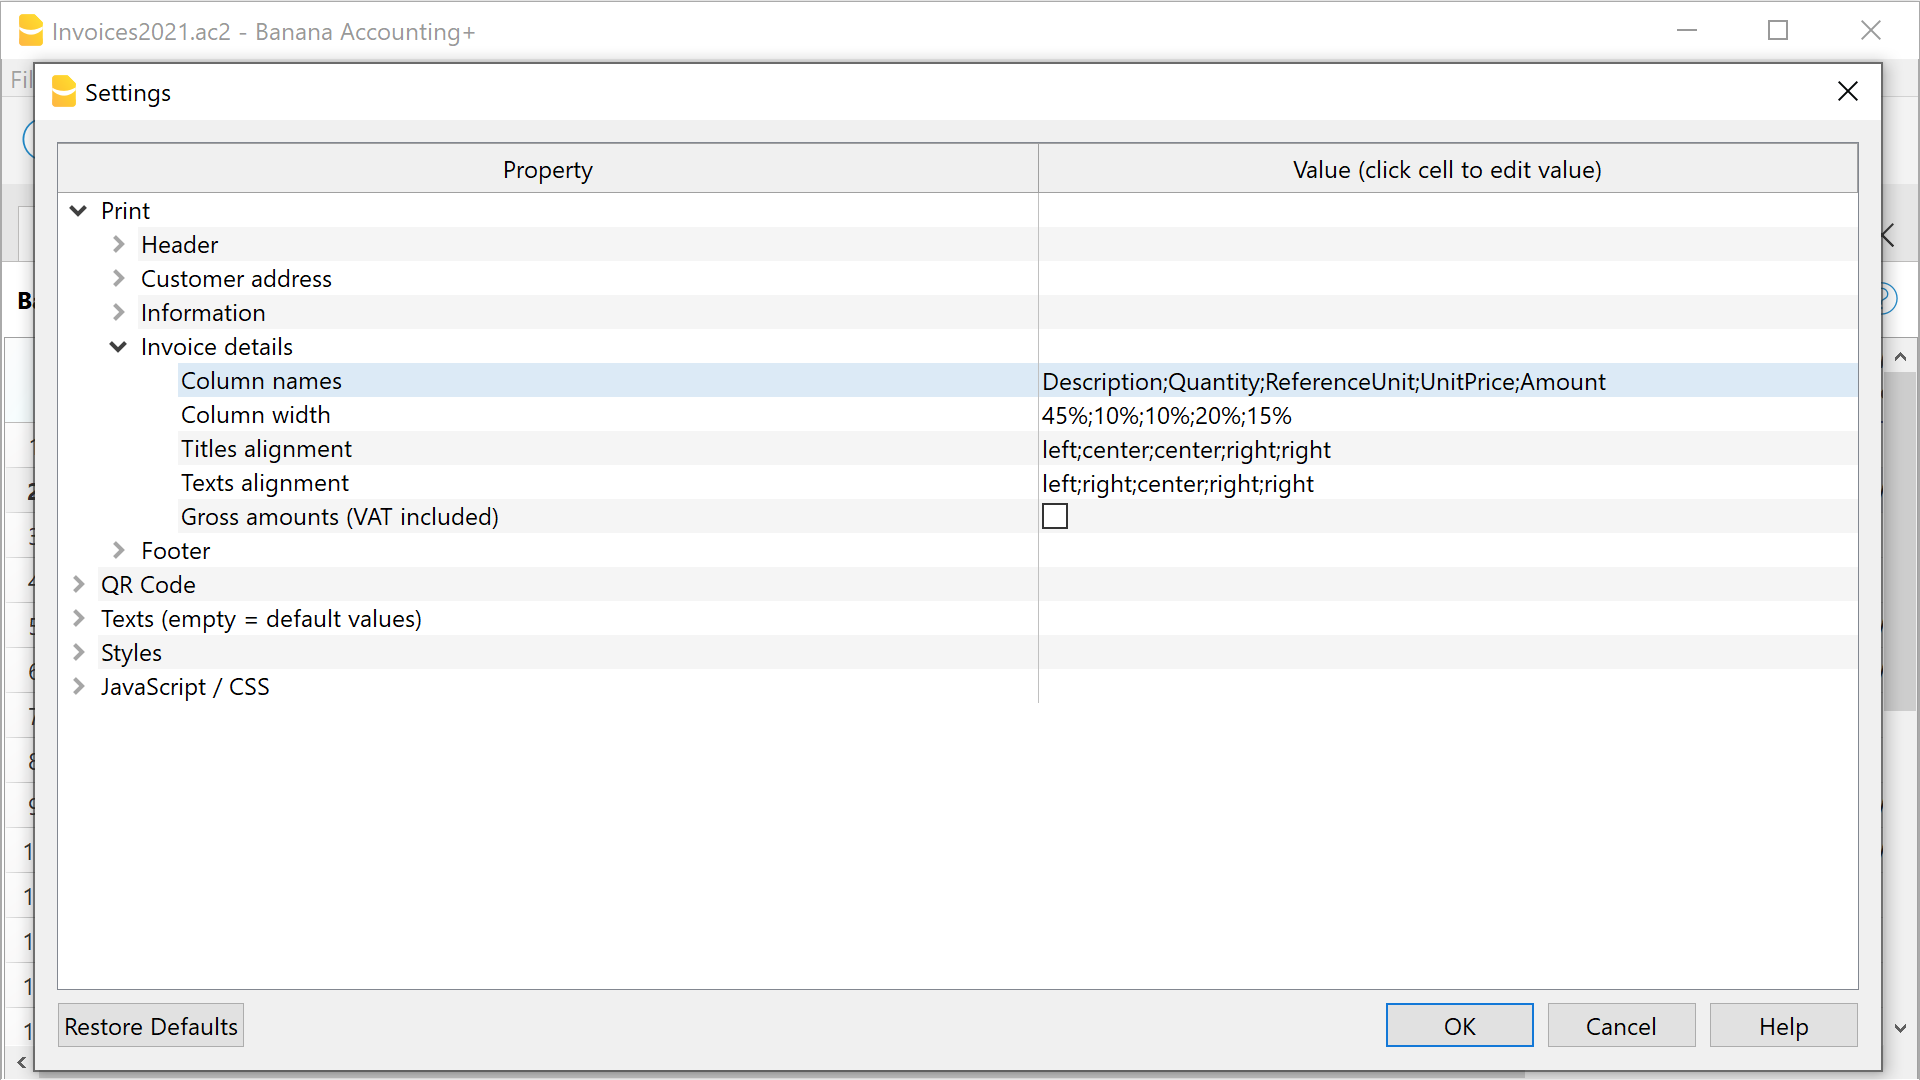 Invoices2021.ac2 - Banana Accounting+
Settings
Property Value (click cell to edit value)
Print
Header
Customer address
Information
Invoice details
Column names Description;Quantity;ReferenceUnit;UnitPrice;Amount
Column width 45%;10%;10%;20%;15%
Titles alignment left;center;center;right;right
Texts alignment left;right;center;right;right
Gross amounts (VAT included)
Footer
QR Code
Texts (empty = default values)
Styles
JavaScript / CSS
Restore Defaults OK Cancel Help